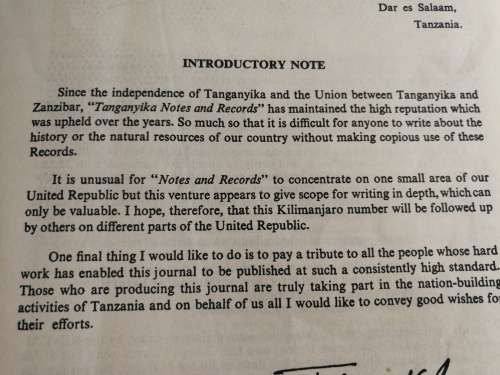 Dar es Salaam,
Tanzania.
INTRODUCTORY NOTE
Since the independence of Tanganyika and the Union between Tanganyika and
Zanzibar, “Tanganyika Notes and Records” has maintained the high reputation which
was upheld over the years. So much so that it is difficult for anyone to write about the
history or the natural resources of our country without making copious use of these
Records.
It is unusual for “Notes and Records” to concentrate on one small area of our
United Republic but this venture appears to give scope for writing in depth, which can
only be valuable. I hope, therefore, that this Kilimanjaro number will be followed up
by others on different parts of the United Republic.
One final thing I would like to do is to pay a tribute to all the people whose hard
work has enabled this journal to be published at such a consistently high standard.
Those who are producing this journal are truly taking part in the nation-building
activities of Tanzania and on behalf of us all I would like to convey good wishes fo
their efforts.